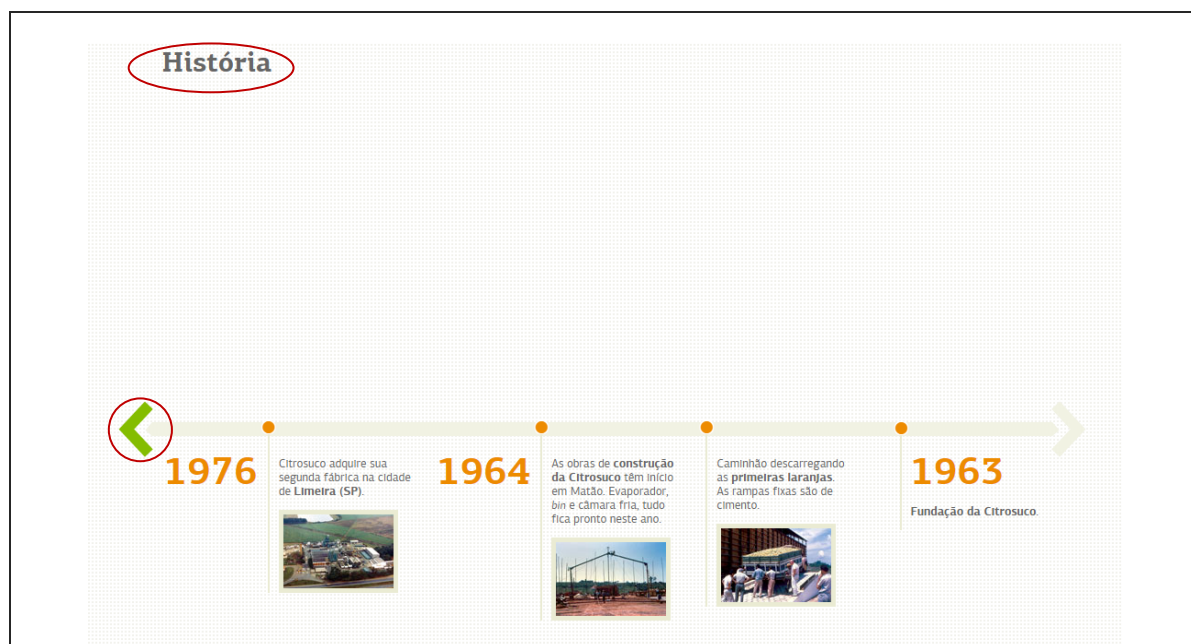 História
1976
Citrosuco adquire sua
segunda fábrica na cidade
de Limeira (SP).
1964
As obras de construção
da Citrosuco têm início
em Matão. Evaporador,
bin e câmara fria, tudo
fica pronto neste ano.
Caminhão descarregando
as primeiras laranjas.
As rampas fixas são de
cimento.
1963
Fundação da Citrosuco.